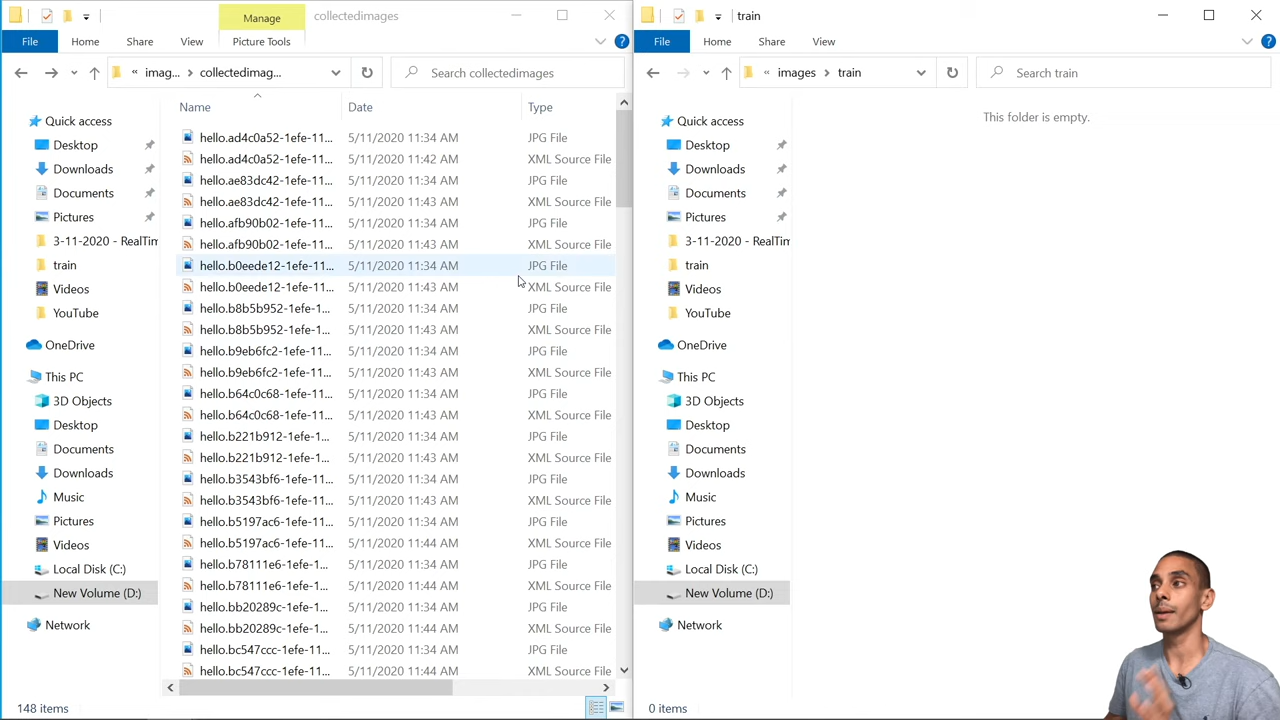 Manage
collectedimages
File
Home
Share
View
Picture Tools
« imag... > collectedimag...
Search collectedimages
Quick access
Desktop
Downloads
Documents
Pictures
3-11-2020 - RealTim
train
Videos
YouTube
OneDrive
This PC
3D Objects
Desktop
Documents
Downloads
Music
Pictures
Videos
Local Disk (C:)
New Volume (D:)
Network
Name Date Type
hello.ad4c0a52-1efe-11... 5/11/2020 11:34 AM JPG File
hello.ad4c0a52-1efe-11... 5/11/2020 11:42 AM XML Source File
hello.ae83dc42-1efe-11... 5/11/2020 11:34 AM JPG File
hello.ae83dc42-1efe-11... 5/11/2020 11:43 AM XML Source File
hello.afb90b02-1efe-11... 5/11/2020 11:34 AM JPG File
hello.afb90b02-1efe-11... 5/11/2020 11:43 AM XML Source File
hello.b0eede12-1efe-11... 5/11/2020 11:34 AM JPG File
hello.b0eede12-1efe-11... 5/11/2020 11:43 AM XML Source File
hello.b8b5b952-1efe-1... 5/11/2020 11:34 AM JPG File
hello.b8b5b952-1efe-1... 5/11/2020 11:43 AM XML Source File
hello.b9eb6fc2-1efe-11... 5/11/2020 11:34 AM JPG File
hello.b9eb6fc2-1efe-11... 5/11/2020 11:43 AM XML Source File
hello.b64c0c68-1efe-1... 5/11/2020 11:34 AM JPG File
hello.b64c0c68-1efe-1... 5/11/2020 11:43 AM XML Source File
hello.b221b912-1efe-1... 5/11/2020 11:34 AM JPG File
hello.b221b912-1efe-1... 5/11/2020 11:43 AM XML Source File
hello.b3543bf6-1efe-1... 5/11/2020 11:34 AM JPG File
hello.b3543bf6-1efe-1... 5/11/2020 11:43 AM XML Source File
hello.b5197ac6-1efe-11... 5/11/2020 11:34 AM JPG File
hello.b5197ac6-1efe-11... 5/11/2020 11:44 AM XML Source File
hello.b78111e6-1efe-1... 5/11/2020 11:34 AM JPG File
hello.b78111e6-1efe-1... 5/11/2020 11:44 AM XML Source File
hello.bb20289c-1efe-1... 5/11/2020 11:34 AM JPG File
hello.bb20289c-1efe-1... 5/11/2020 11:44 AM XML Source File
hello.bc547ccc-1efe-11... 5/11/2020 11:34 AM JPG File
hello.bc547ccc-1efe-11... 5/11/2020 11:44 AM XML Source File
148 items
train
File
Home
Share
View
« images > train
Search train
Quick access
Desktop
Downloads
Documents
Pictures
3-11-2020 - RealTim
train
Videos
YouTube
OneDrive
This PC
3D Objects
Desktop
Documents
Downloads
Music
Pictures
Videos
Local Disk (C:)
New Volume (D:)
Network
This folder is empty.
0 items